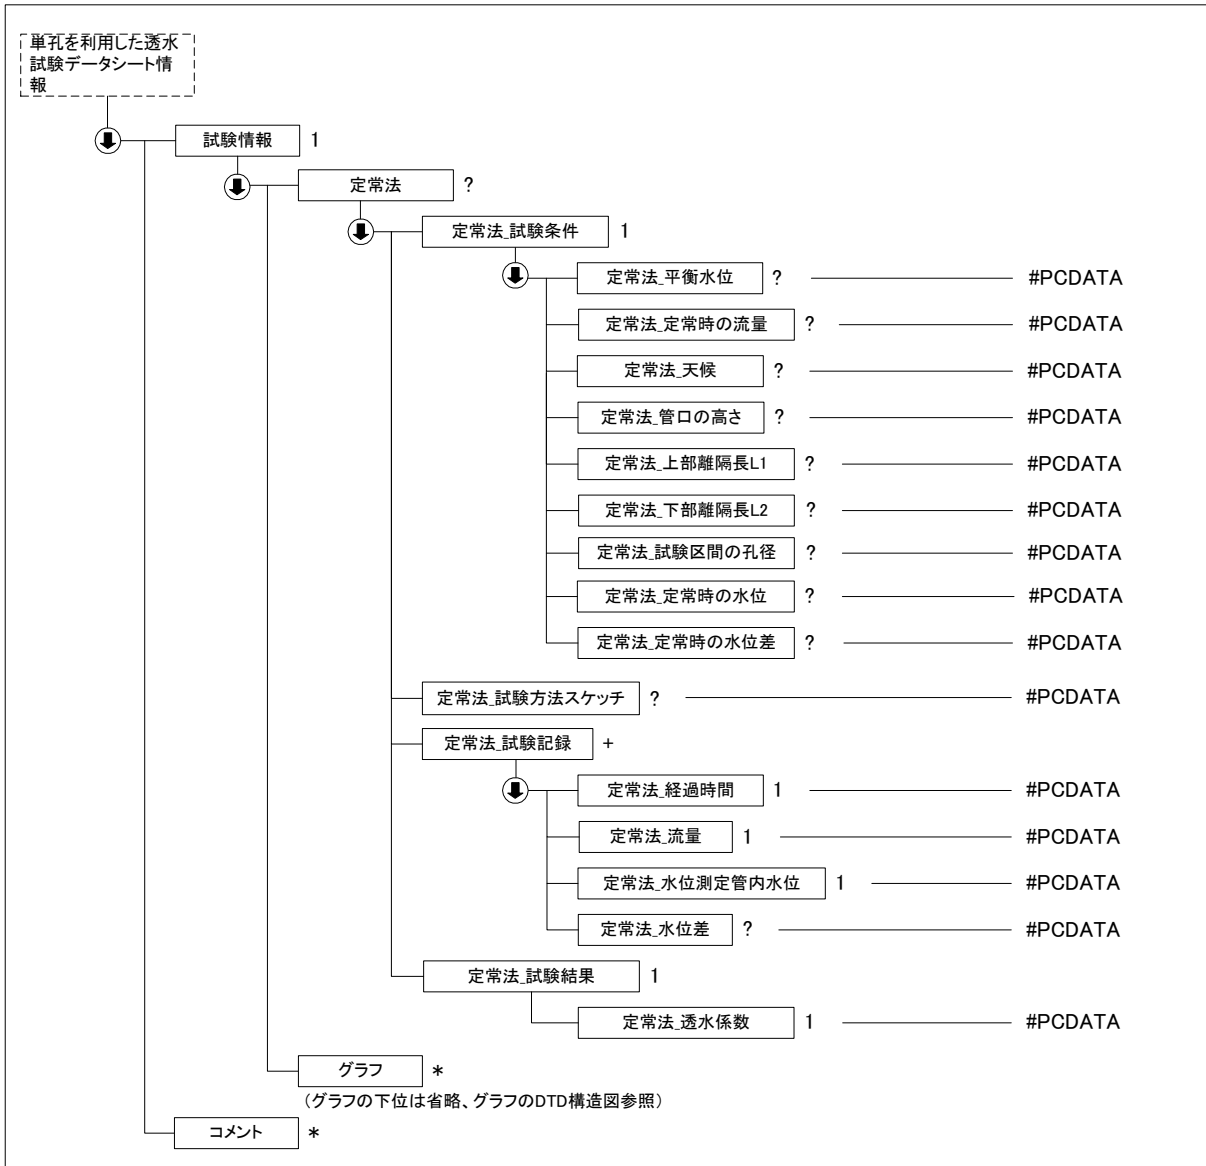 単孔を利用した透水
試験データシート情
報
試験情報 1
定常法 ?
定常法_試験条件 1
定常法_平衡水位 ? #PCDATA
定常法_定常時の流量 ? #PCDATA
定常法_天候 ? #PCDATA
定常法_管口の高さ ? #PCDATA
定常法_上部離隔長L1 ? #PCDATA
定常法_下部離隔長L2 ? #PCDATA
定常法_試験区間の孔径 ? #PCDATA
定常法_定常時の水位 ? #PCDATA
定常法_定常時の水位差 ? #PCDATA
定常法_試験方法スケッチ ? #PCDATA
定常法_試験記録 +
定常法_経過時間 1 #PCDATA
定常法_流量 1 #PCDATA
定常法_水位測定管内水位 1 #PCDATA
定常法_水位差 ? #PCDATA
定常法_試験結果 1
定常法_透水係数 1 #PCDATA
グラフ *
(グラフの下位は省略、グラフのDTD構造図参照)
コメント *